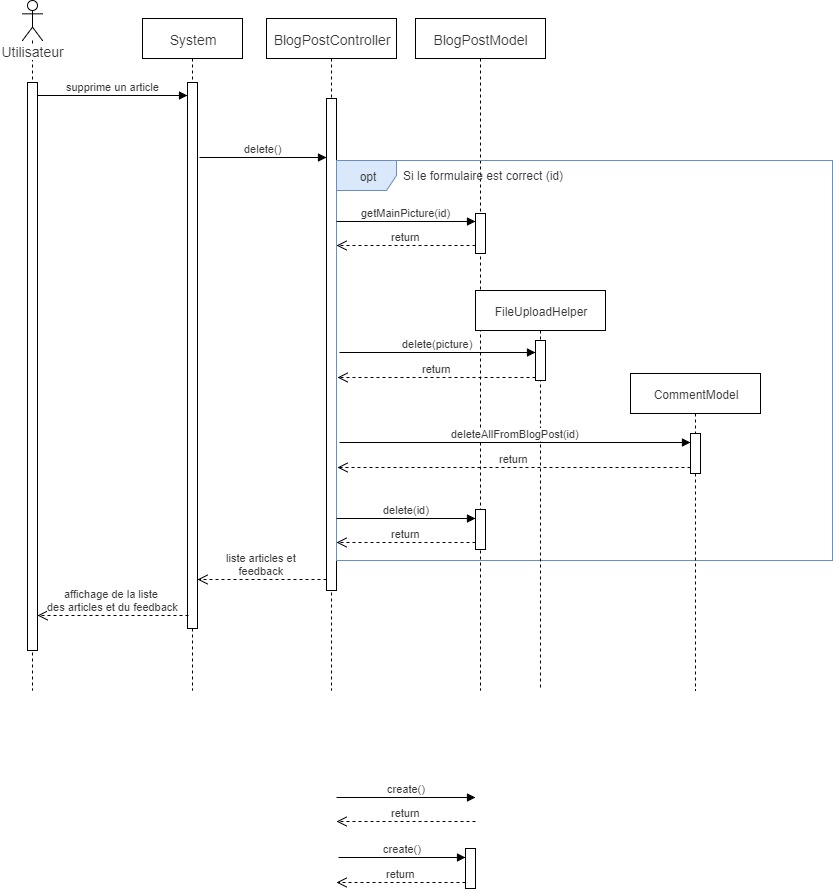 Utilisateur
System
BlogPostController
BlogPostModel
supprime un article
delete()
opt
Si le formulaire est correct (id)
getMainPicture(id)
return
FileUploadHelper
delete(picture)
return
CommentModel
deleteAllFromBlogPost(id)
return
delete(id)
return
liste articles et
feedback
affichage de la liste
des articles et du feedback
create()
return
create()
return